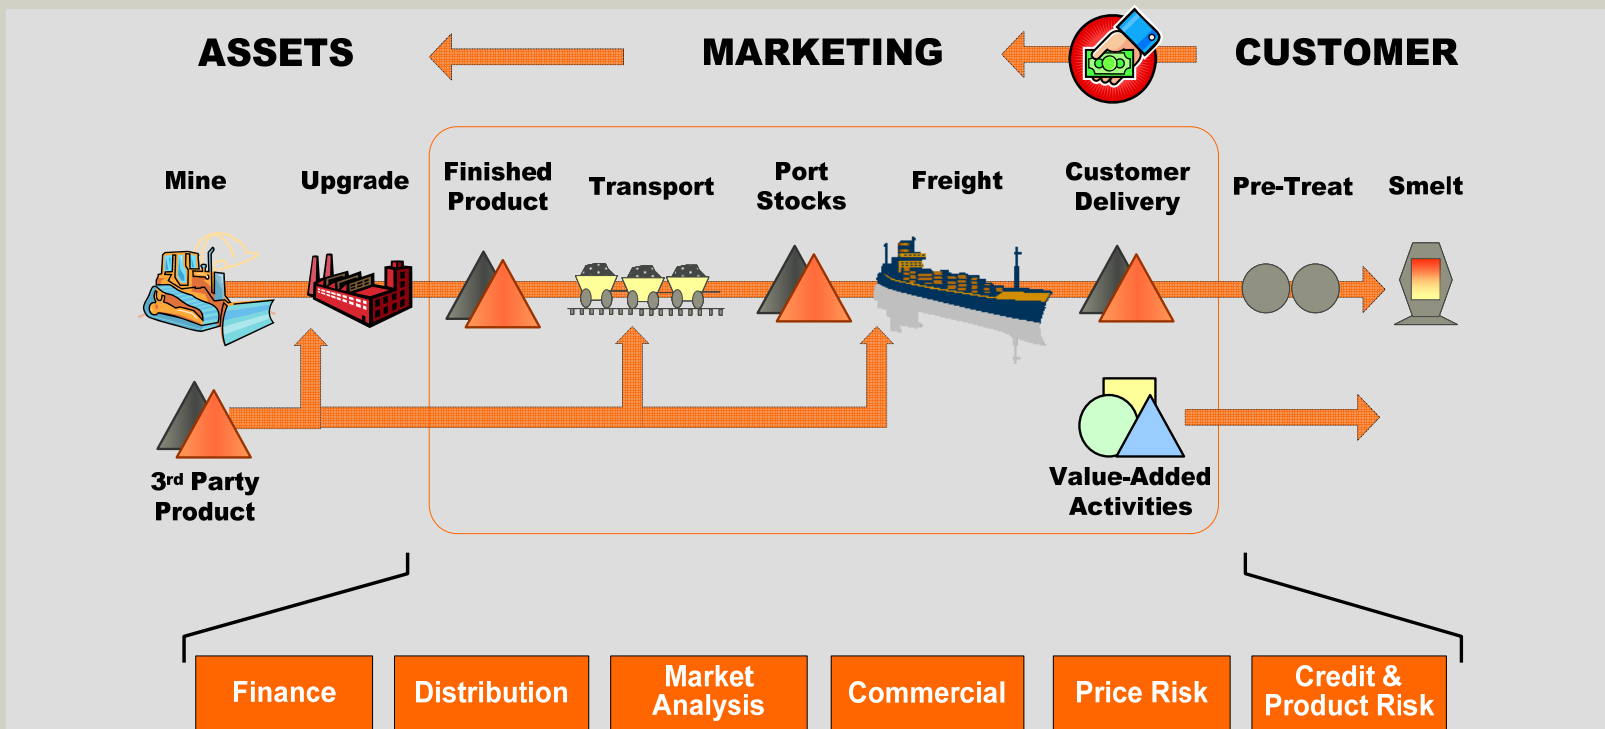 ASSETS
MARKETING
CUSTOMER
Mine
Upgrade
Finished
Product
Transport
Port
Stocks
Freight
Customer
Delivery
Pre-Treat
Smelt
3rd Party
Product
Value-Added
Activities
Finance
Distribution
Market
Analysis
Commercial
Price Risk
Credit &
Product Risk